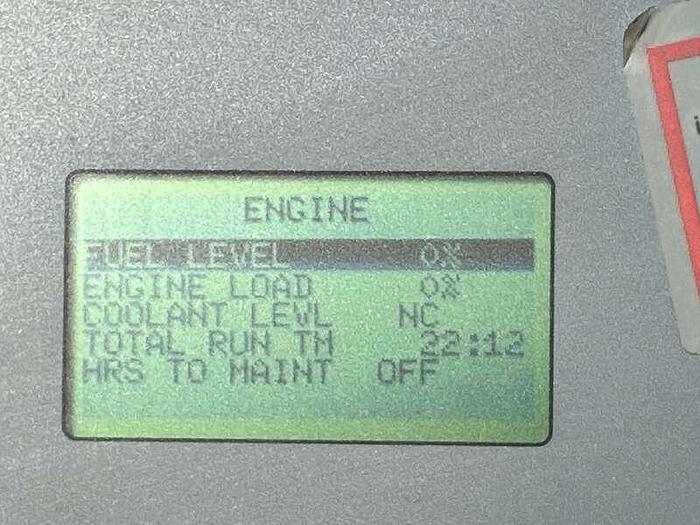 ENGINE
FUEL LEVEL 0%
ENGINE LOAD 0%
COOLANT LEVL NC
TOTAL RUN TM 22:12
HRS TO MAINT OFF